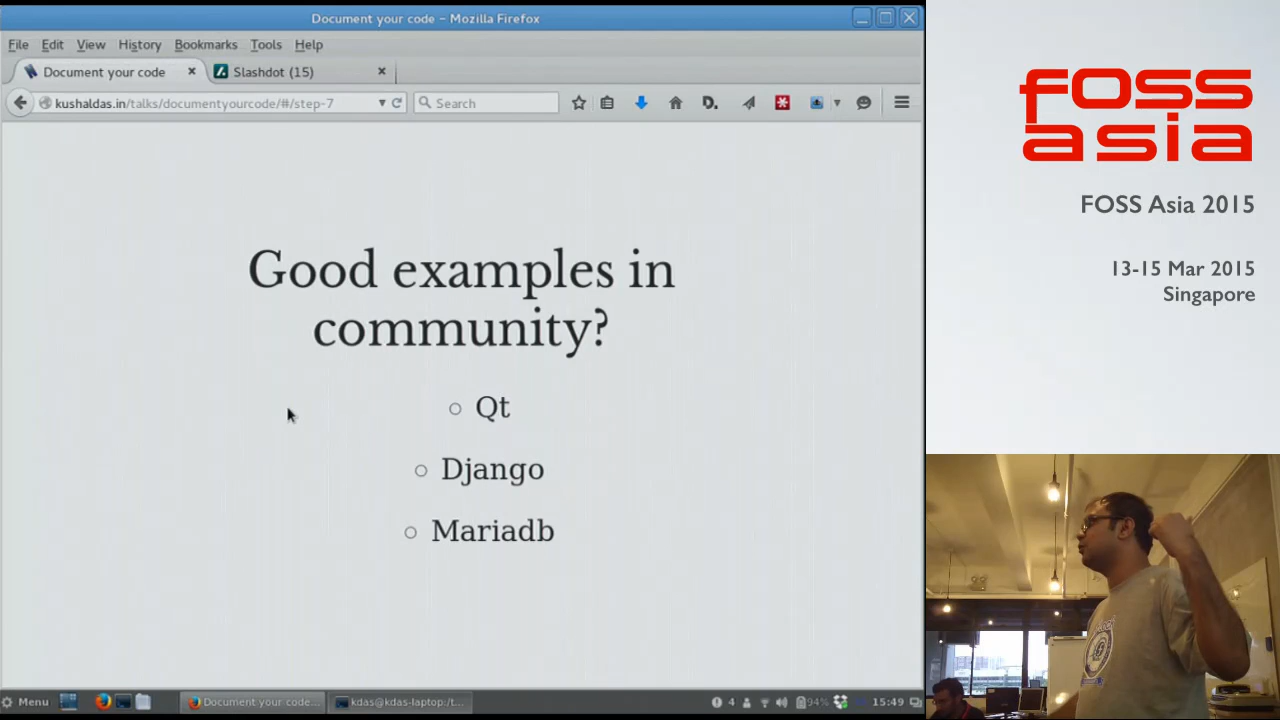 Document your code - Mozilla Firefox
File Edit View History Bookmarks Tools Help
Document your code
Slashdot (15)
kushaldas.in/talks/documentyourcode/#/step-7
Search
D.
Good examples in
community?
Qt
Django
Mariadb
Menu
Document your code...
kdas@kdas-laptop:/t...
4
94%
15:49
FOSS
asia
FOSS Asia 2015
13-15 Mar 2015
Singapore